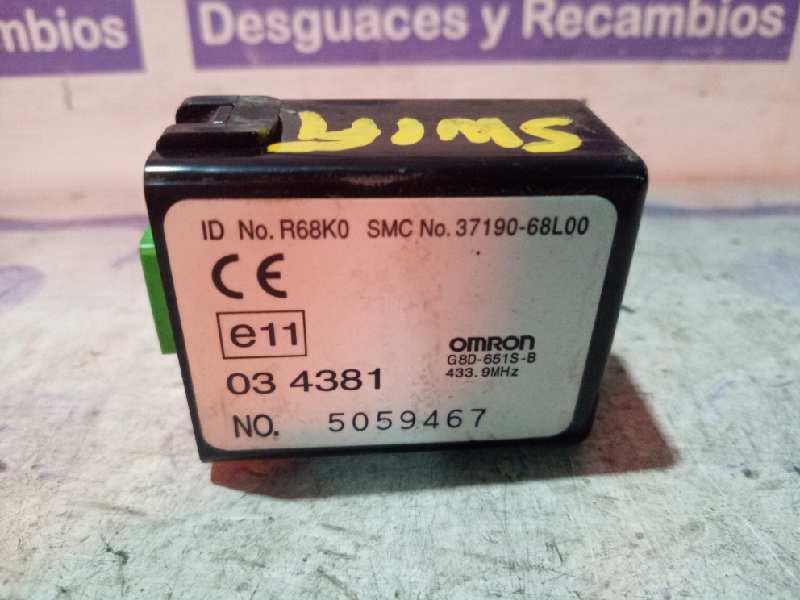 ambios
Desguaces y Recambios
SWIFT
ID No. R68K0 SMC No. 37190-68L00
CE
e11
OMRON
G8D-651S-B
433.9MHz
03 4381
NO. 5059467